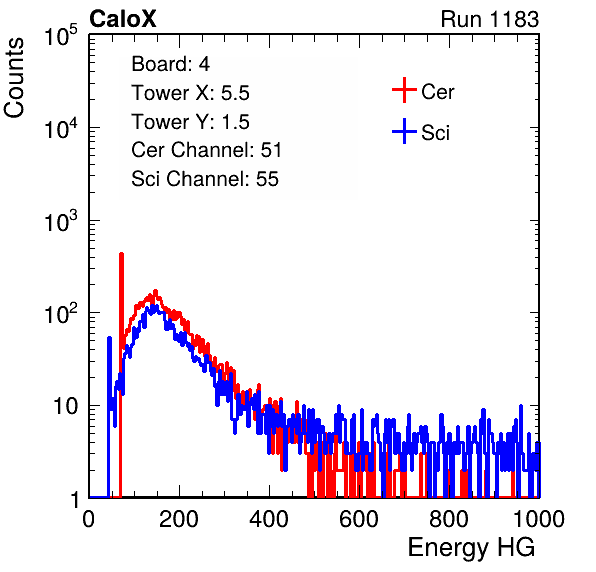 CaloX Run 1183
Counts
10^5
10^4
10^3
10^2
10
1
Board: 4
Tower X: 5.5
Tower Y: 1.5
Cer Channel: 51
Sci Channel: 55
Cer
Sci
0 200 400 600 800 1000
Energy HG